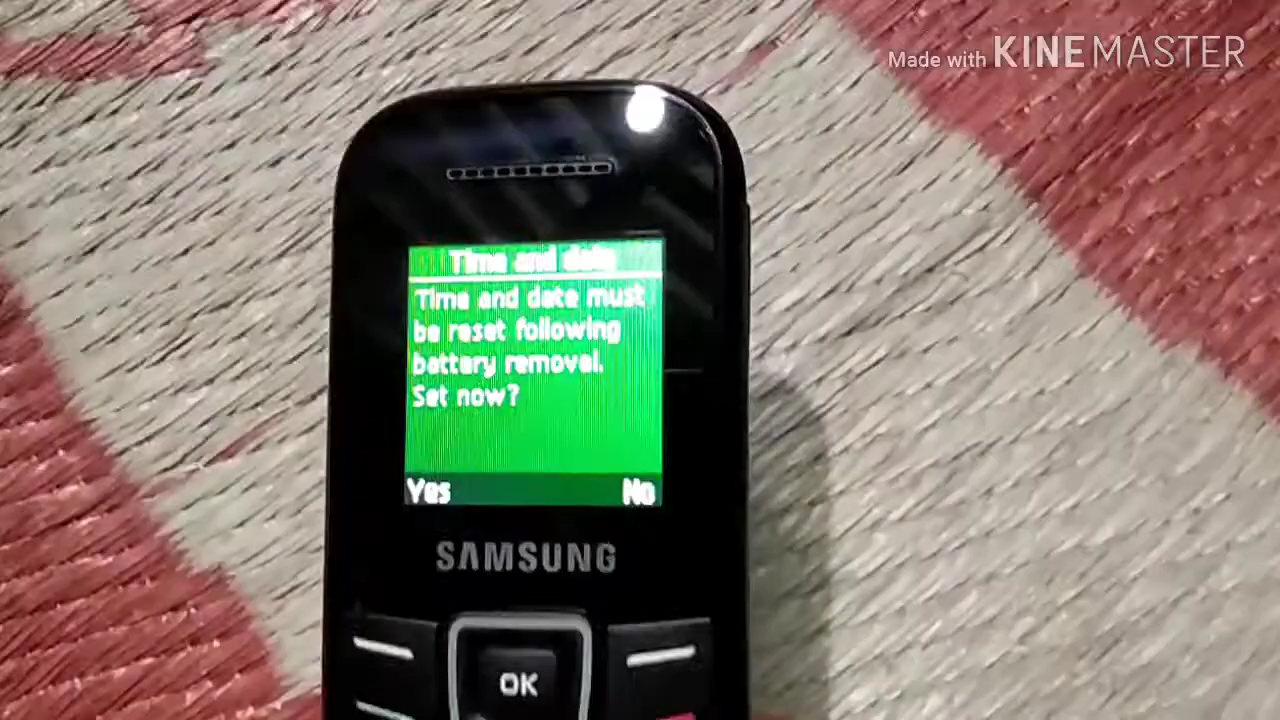 Made with KINEMASTER
Time and date
Time and date must
be reset following
battery removal.
Set now?
Yes No
SAMSUNG
OK